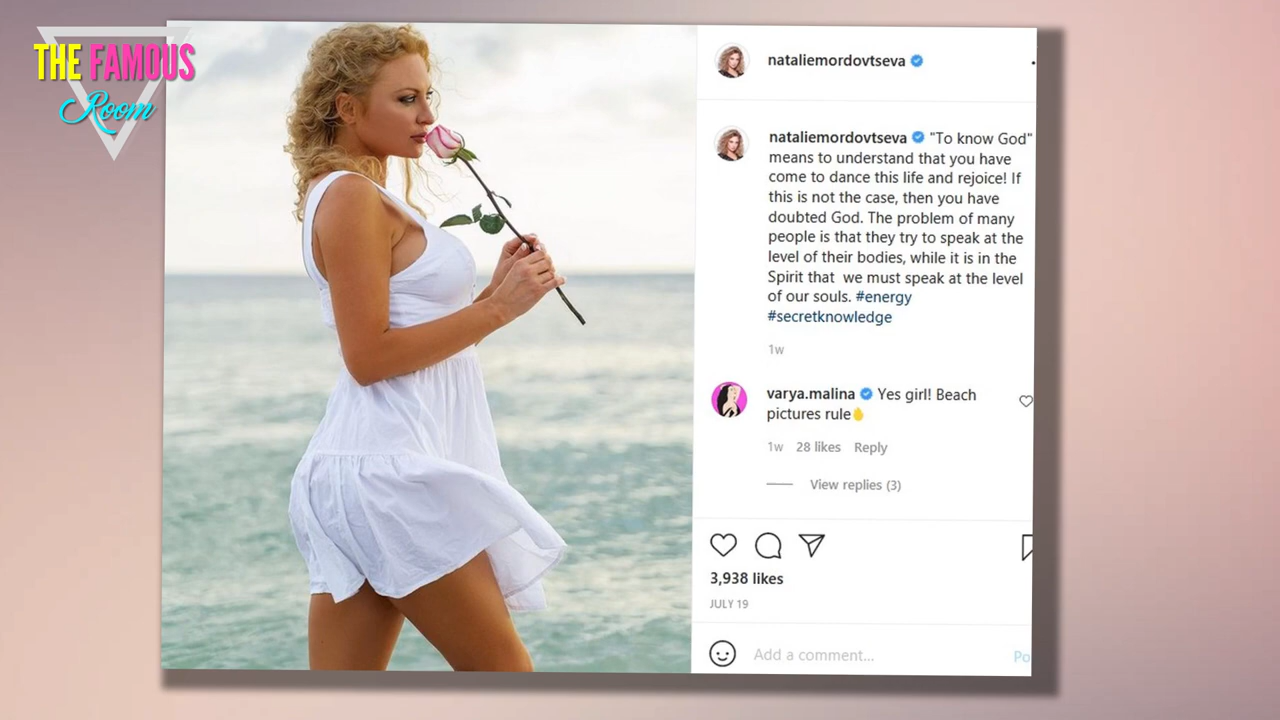 THE FAMOUS
Room
nataliemordovtseva
nataliemordovtseva "To know God"
means to understand that you have
come to dance this life and rejoice! If
this is not the case, then you have
doubted God. The problem of many
people is that they try to speak at the
level of their bodies, while it is in the
Spirit that we must speak at the level
of our souls. #energy
#secretknowledge
1w
varya.malina Yes girl! Beach
pictures rule
1w 28 likes Reply
View replies (3)
3,938 likes
JULY 19
Add a comment... Po